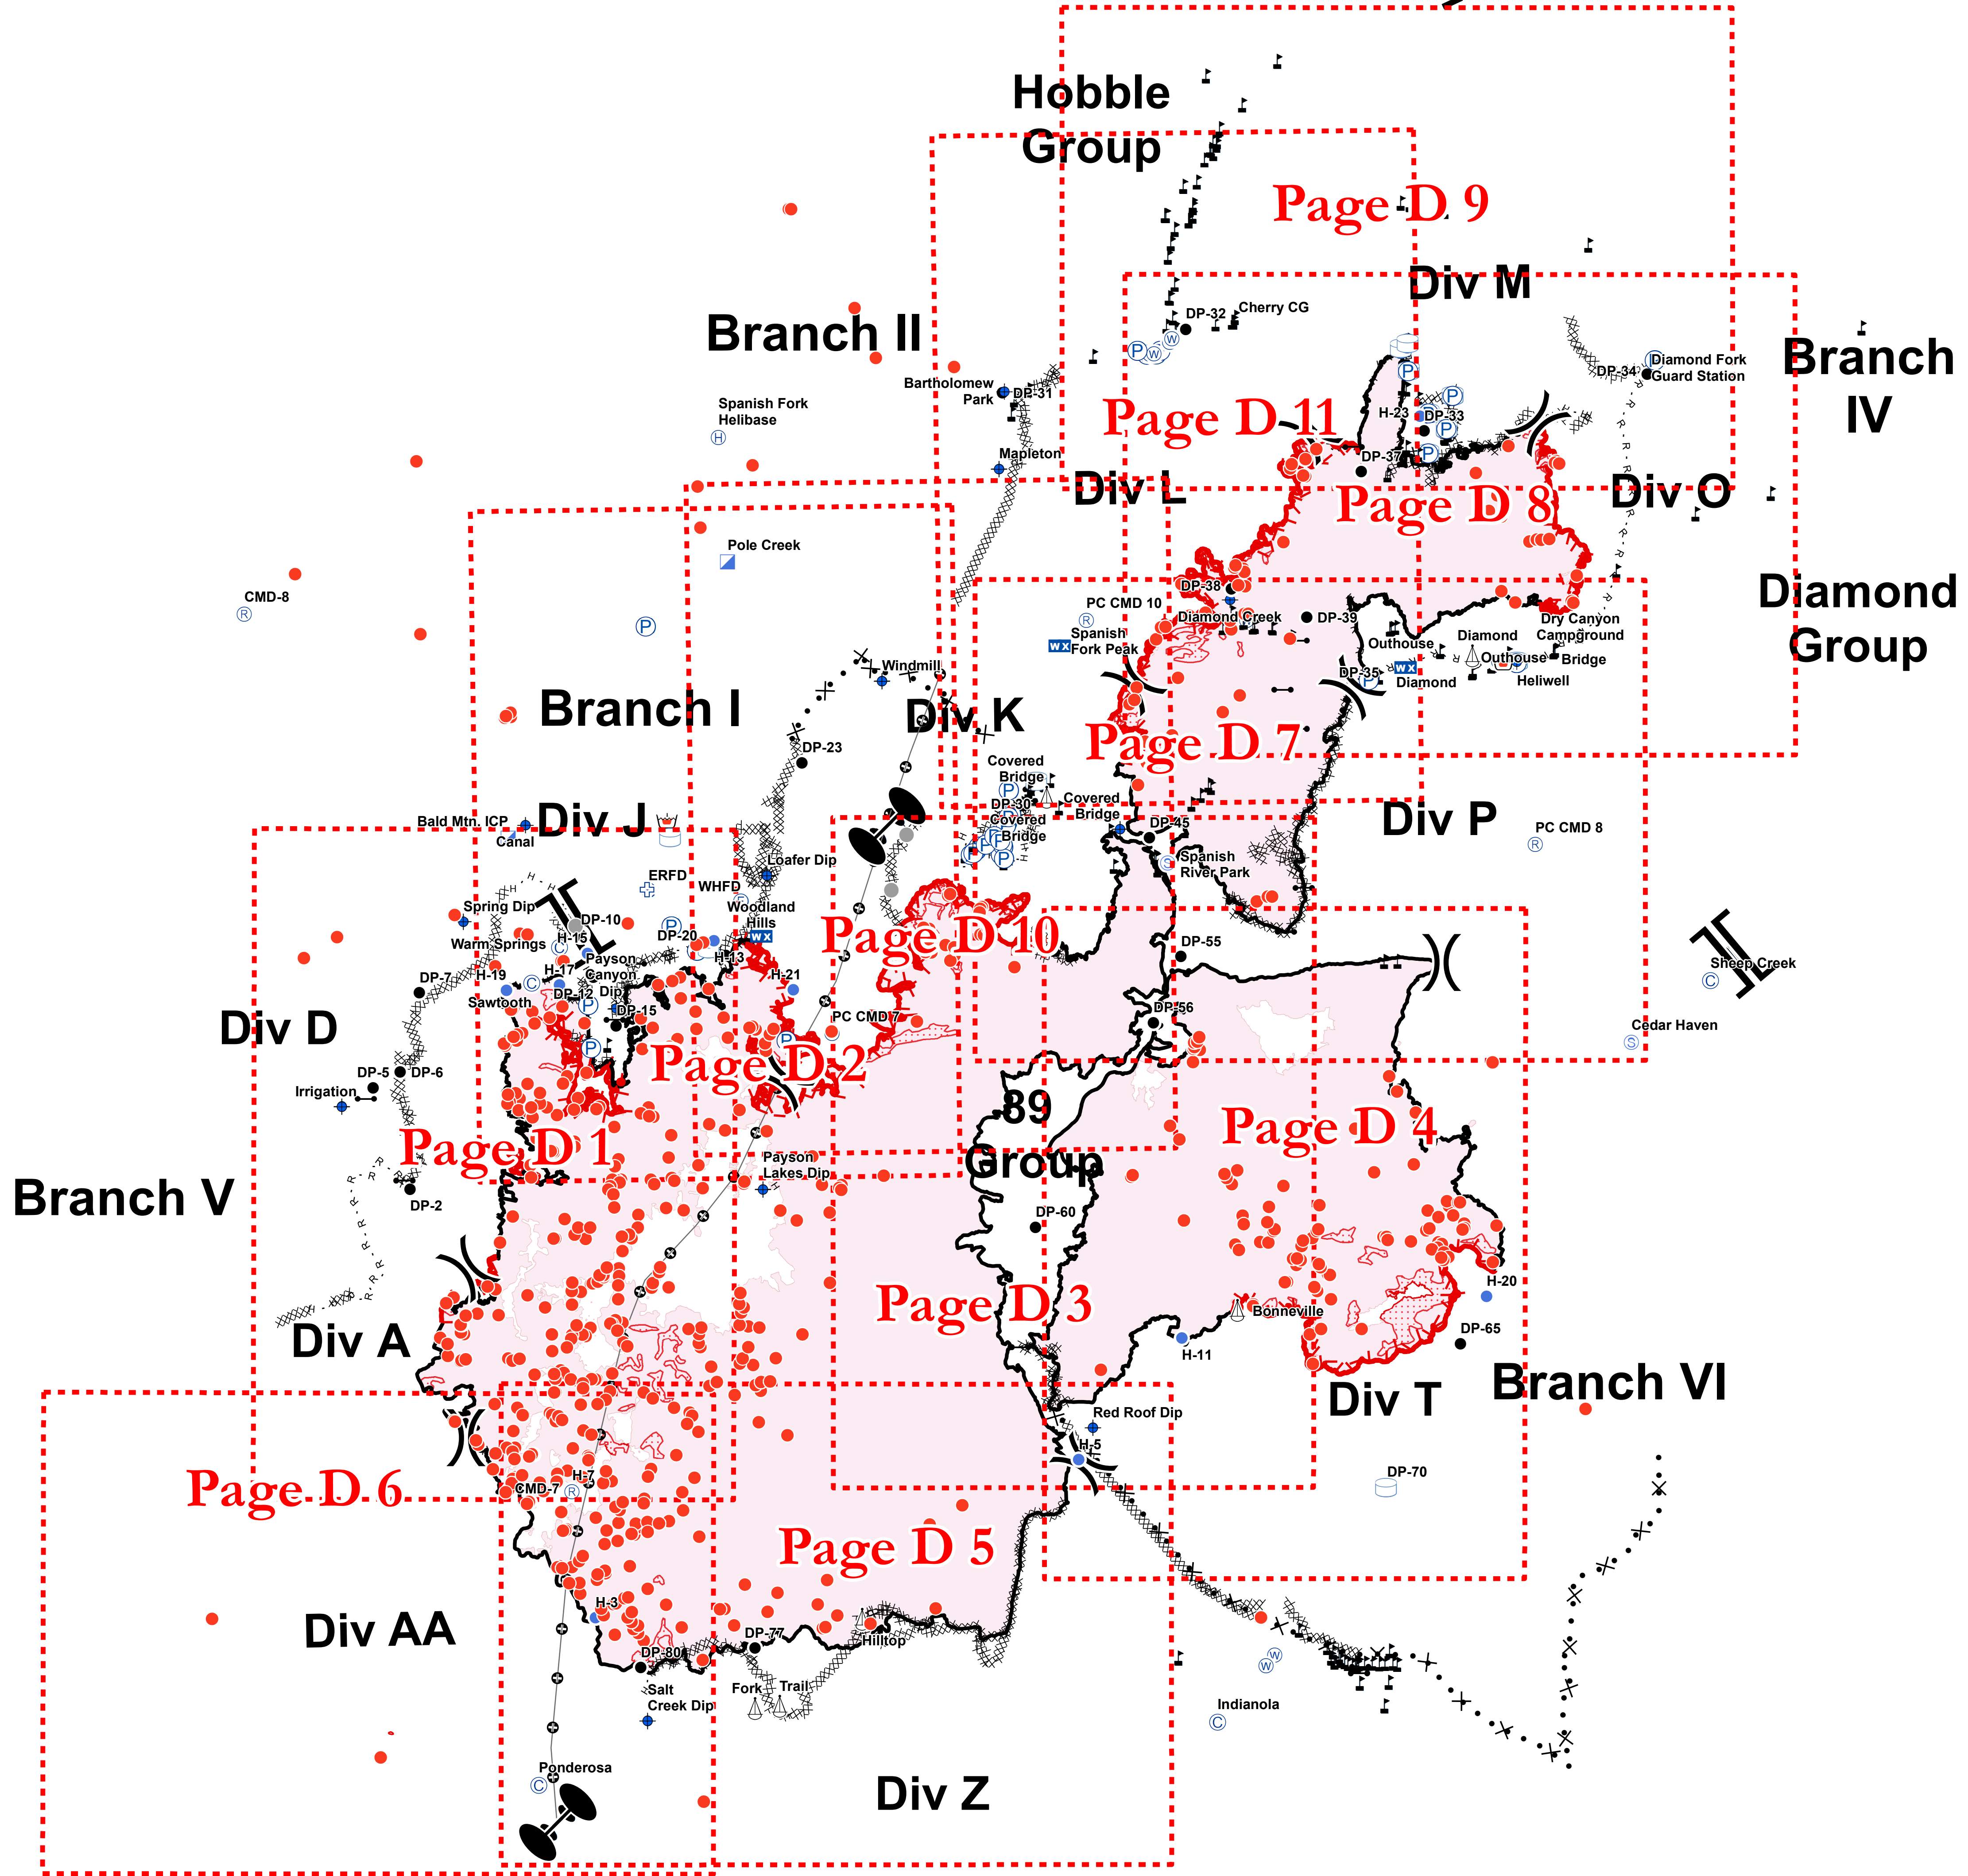 Hobble
Group
Page D 9
Div M
Cherry CG
DP-32
Branch II
Branch
IV
Diamond Fork
Guard Station
DP-34
Bartholomew
Park
DP-31
Spanish Fork
Helibase
H-23
DP-33
Page D 11
Mapleton
DP-37
Div L
Page D 8
Div O
Pole Creek
CMD-8
DP-38
PC CMD 10
Diamond Creek
DP-39
Diamond
Group
Dry Canyon
Campground
Spanish
Fork Peak
Outhouse
Diamond
Outhouse
Bridge
DP-35
Diamond
Heliwell
Windmill
Branch I
Div K
Page D 7
DP-23
Covered
Bridge
Covered
Bridge
DP-30
Covered
Bridge
Div P
PC CMD 8
Bald Mtn. ICP
Canal
Div J
DP-45
Spanish
River Park
Loafer Dip
ERFD
WHFD
Woodland
Hills
Spring Dip
DP-10
H-15
Warm Springs
DP-20
H-13
Page D 10
DP-55
Payson
Canyon
Dip
H-17
H-19
DP-7
H-21
Sawtooth
DP-12
DP-15
PC CMD 7
DP-56
Sheep Creek
Cedar Haven
Div D
Page D 2
DP-5
DP-6
Irrigation
39
Group
Page D 4
Page D 1
Payson
Lakes Dip
Branch V
DP-2
DP-60
H-20
Page D 3
Bonneville
DP-65
Div A
H-11
Branch VI
Div T
Red Roof Dip
H-5
DP-70
Page D 6
H-7
CMD-7
Page D 5
Div AA
H-3
DP-77
Hilltop
DP-80
Salt
Creek Dip
Fork
Trail
Indianola
Ponderosa
Div Z